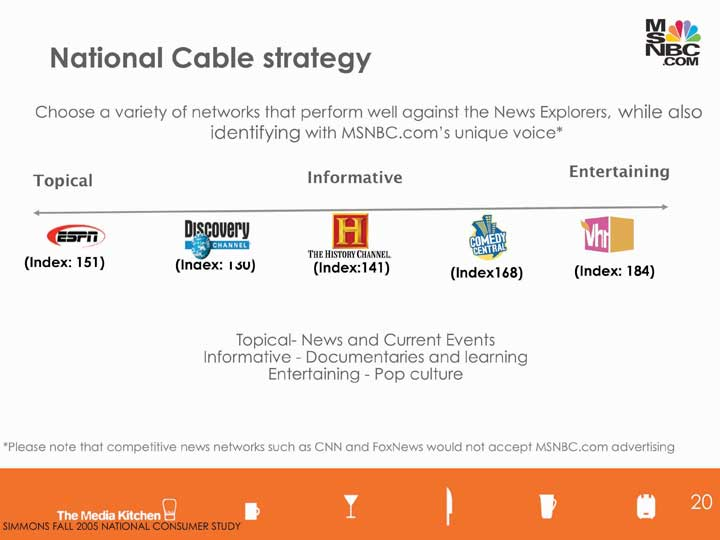 MSNBC
.COM
National Cable strategy
Choose a variety of networks that perform well against the News Explorers, while also
identifying with MSNBC.com's unique voice*
Topical
Informative
Entertaining
ESPN
Discovery
CHANNEL
H
THE HISTORY CHANNEL.
COMEDY
CENTRAL
Vh1
(Index: 151)
(Index: 130)
(Index:141)
(Index168)
(Index: 184)
Topical- News and Current Events
Informative - Documentaries and learning
Entertaining - Pop culture
*Please note that competitive news networks such as CNN and FoxNews would not accept MSNBC.com advertising
The Media Kitchen
SIMMONS FALL 2005 NATIONAL CONSUMER STUDY
20